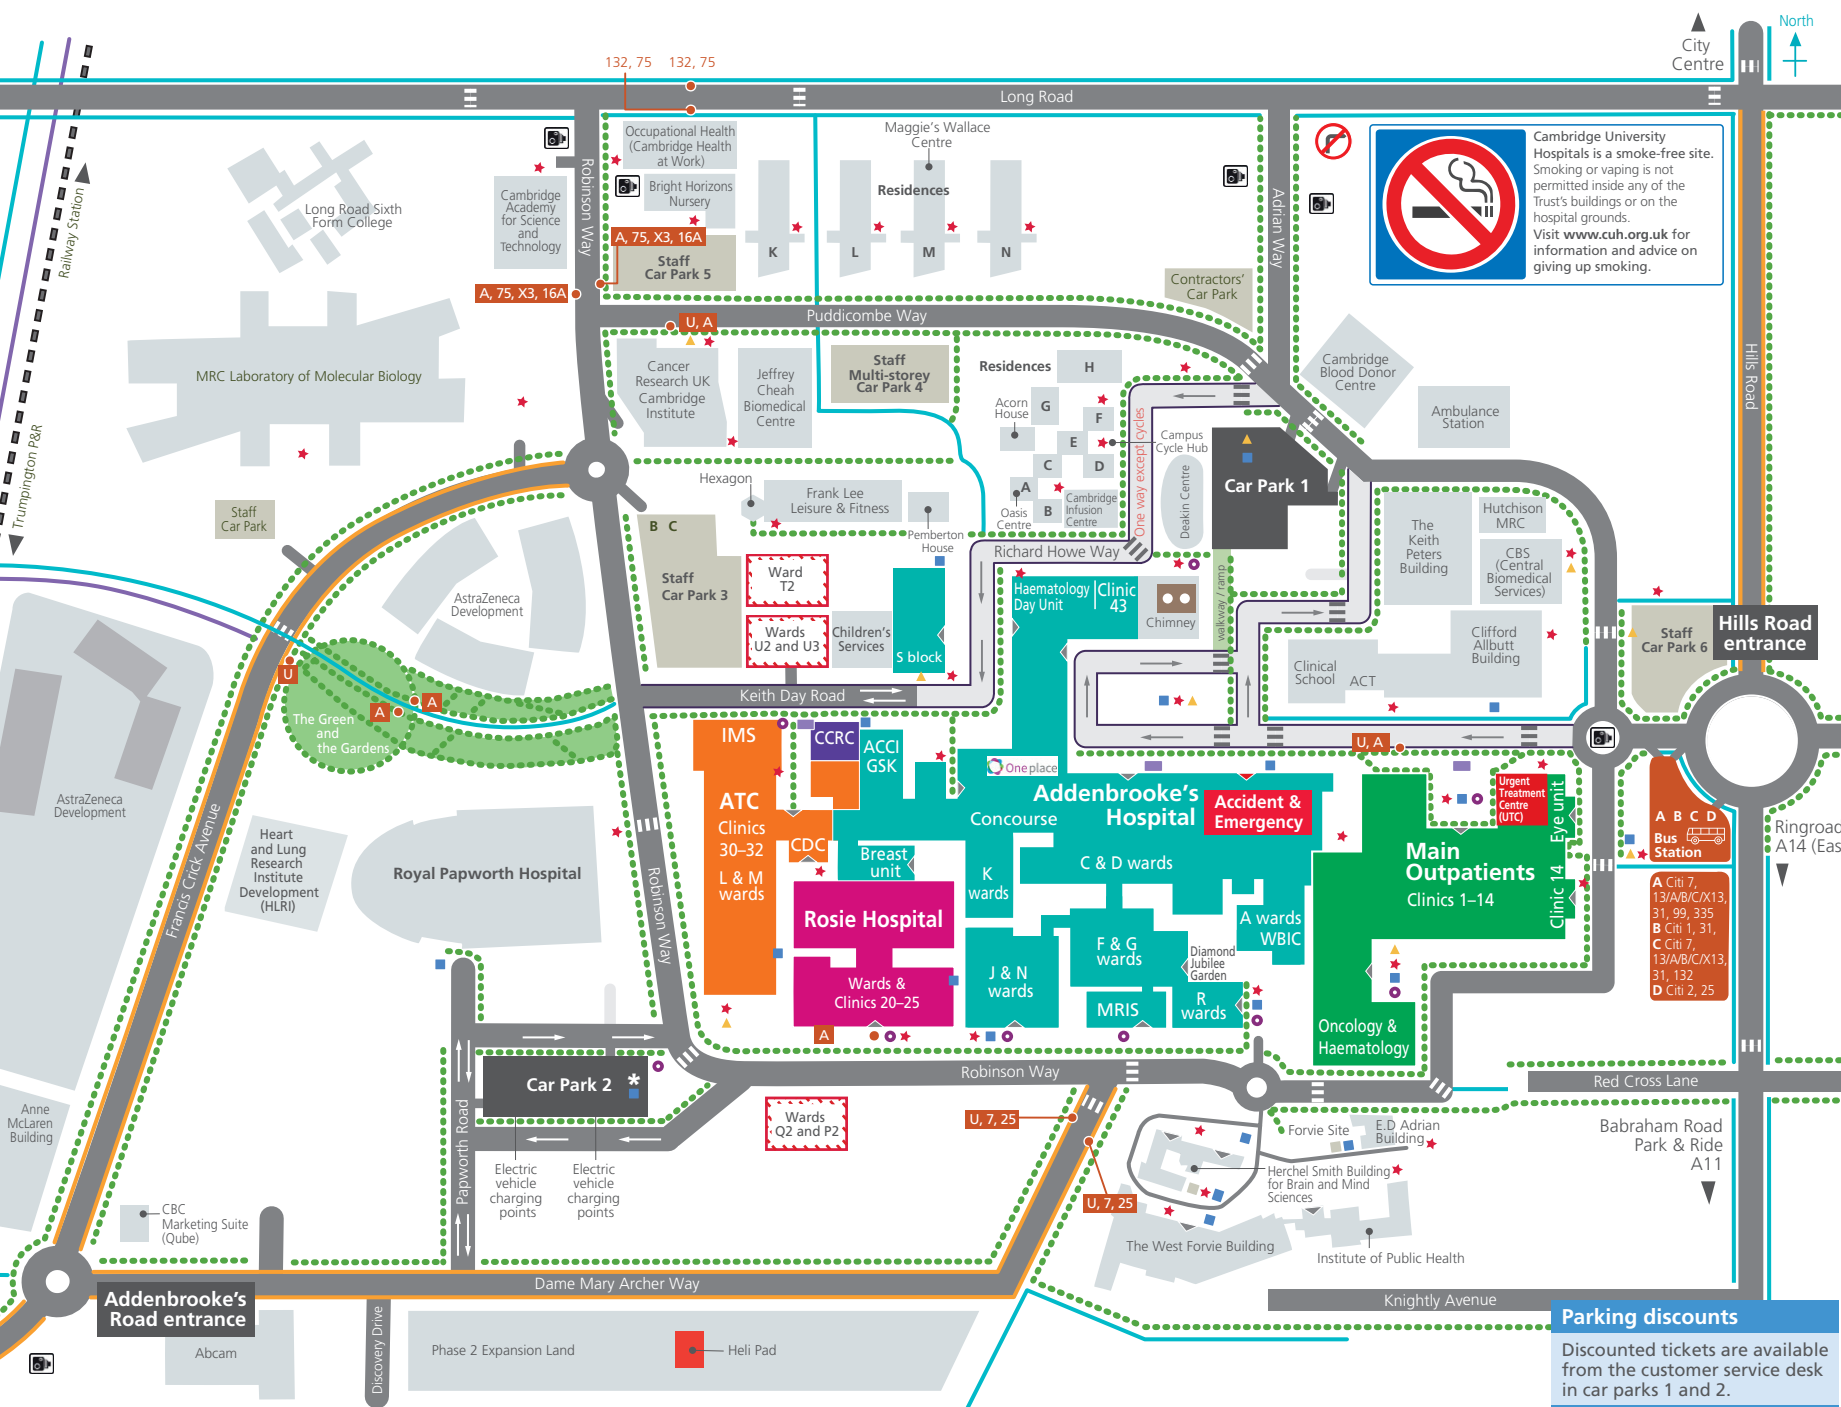 North
City
Centre
132, 75
132, 75
Long Road
Railway Station
Trumpington P&R
Long Road Sixth
Form College
Cambridge
Academy
for Science
and
Technology
Robinson Way
Occupational Health
(Cambridge Health
at Work)
Bright Horizons
Nursery
A, 75, X3, 16A
Staff
Car Park 5
A, 75, X3, 16A
Maggie's Wallace
Centre
Residences
K
L
M
N
Adrian Way
Contractors'
Car Park
Cambridge University
Hospitals is a smoke-free site.
Smoking or vaping is not
permitted inside any of the
Trust's buildings or on the
hospital grounds.
Visit www.cuh.org.uk for
information and advice on
giving up smoking.
Hills Road
Puddicombe Way
U, A
MRC Laboratory of Molecular Biology
Cancer
Research UK
Cambridge
Institute
Jeffrey
Cheah
Biomedical
Centre
Staff
Multi-storey
Car Park 4
Residences
H
Acorn
House
G
F
E
C
D
A
B
Oasis
Centre
Cambridge
Infusion
Centre
Campus
Cycle Hub
One way except cycles
Deakin Centre
Car Park 1
Cambridge
Blood Donor
Centre
Ambulance
Station
Hexagon
Frank Lee
Leisure & Fitness
Pemberton
House
Richard Howe Way
Staff
Car Park
AstraZeneca
Development
B C
Staff
Car Park 3
Ward
T2
Wards
U2 and U3
Children's
Services
S block
Haematology
Day Unit
Clinic
43
Chimney
walkway / ramp
The
Keith
Peters
Building
Hutchison
MRC
CBS
(Central
Biomedical
Services)
Clifford
Allbutt
Building
Clinical
School
ACT
Staff
Car Park 6
Hills Road
entrance
Keith Day Road
U
A
A
The Green
and
the Gardens
AstraZeneca
Development
Francis Crick Avenue
Heart
and Lung
Research
Institute
Development
(HLRI)
Royal Papworth Hospital
Robinson Way
IMS
ATC
Clinics
30–32
L & M
wards
CCRC
ACCI
GSK
CDC
Breast
unit
One place
Concourse
Addenbrooke's
Hospital
Accident &
Emergency
U, A
Urgent
Treatment
Centre
(UTC)
Eye unit
Clinic 14
Main
Outpatients
Clinics 1–14
A B C D
Bus
Station
A Citi 7,
13/A/B/C/X13,
31, 99, 335
B Citi 1, 31,
C Citi 7,
13/A/B/C/X13,
31, 132
D Citi 2, 25
Ringroad
A14 (Eas
K
wards
C & D wards
A wards
WBIC
Rosie Hospital
Wards &
Clinics 20–25
J & N
wards
F & G
wards
MRIS
Diamond
Jubilee
Garden
R
wards
Oncology &
Haematology
A
Robinson Way
Red Cross Lane
Car Park 2
*
Papworth Road
Electric
vehicle
charging
points
Electric
vehicle
charging
points
Wards
Q2 and P2
U, 7, 25
U, 7, 25
Forvie Site
E.D Adrian
Building
Herchel Smith Building
for Brain and Mind
Sciences
The West Forvie Building
Institute of Public Health
Babraham Road
Park & Ride
A11
Anne
McLaren
Building
CBC
Marketing Suite
(Qube)
Dame Mary Archer Way
Addenbrooke's
Road entrance
Abcam
Discovery Drive
Phase 2 Expansion Land
Heli Pad
Knightly Avenue
Parking discounts
Discounted tickets are available
from the customer service desk
in car parks 1 and 2.